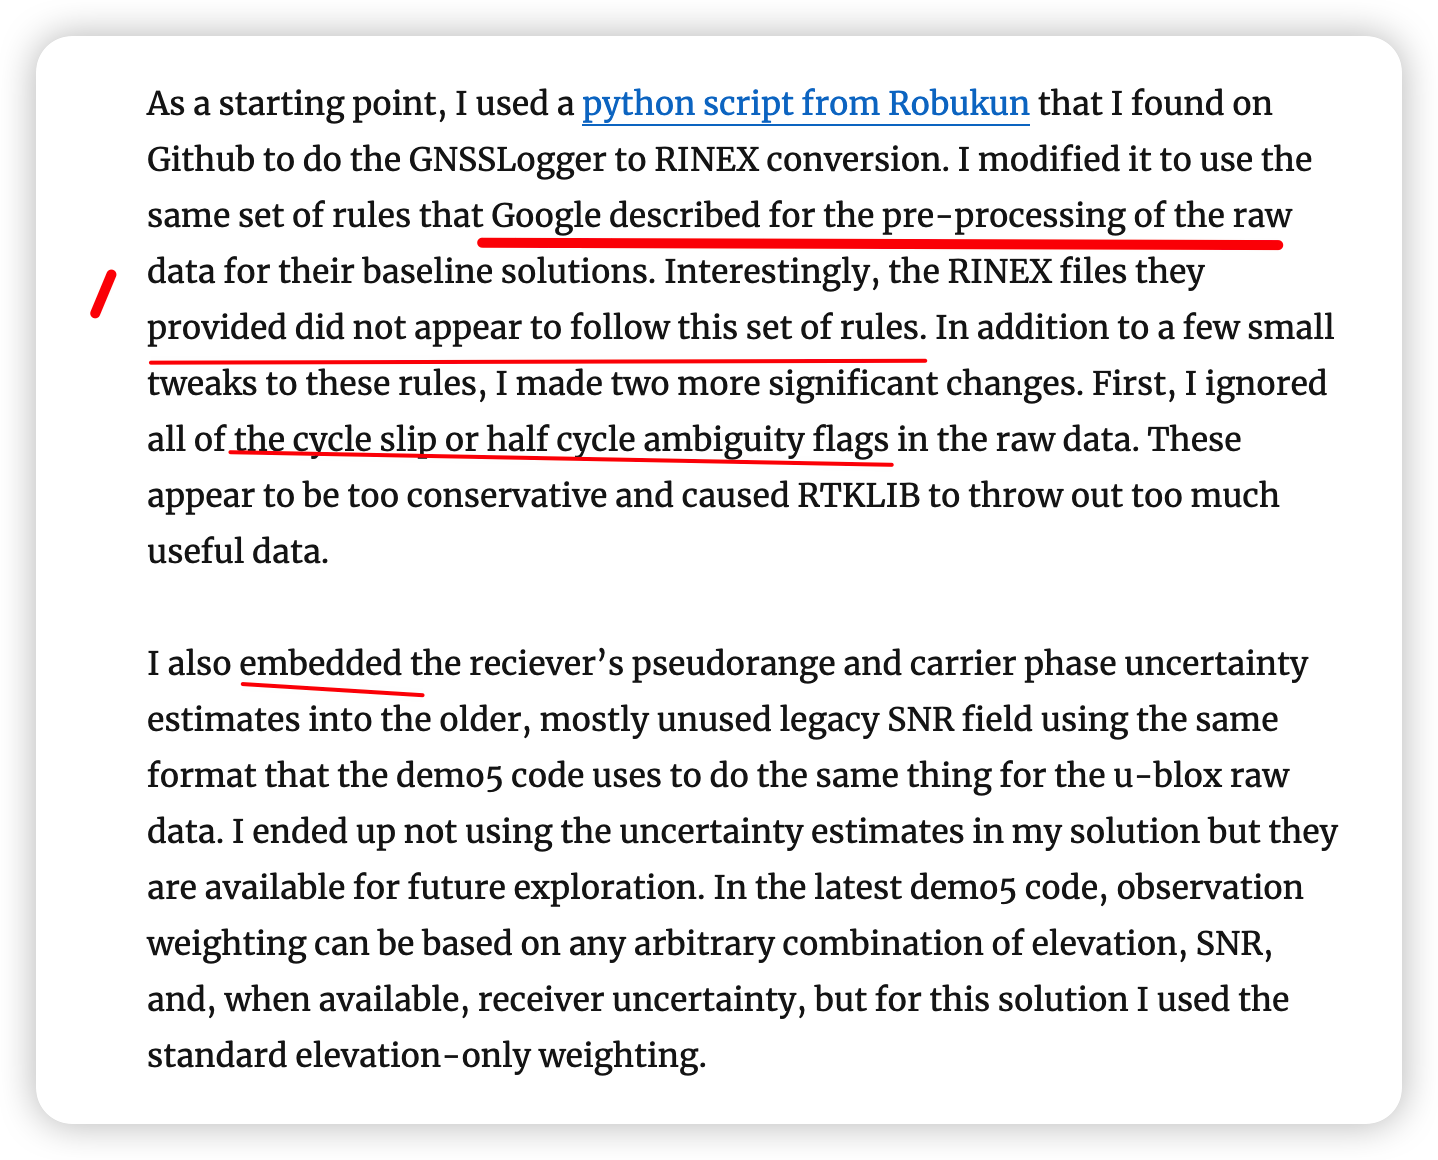 As a starting point, I used a python script from Robukun that I found on
Github to do the GNSSLogger to RINEX conversion. I modified it to use the
same set of rules that Google described for the pre-processing of the raw
data for their baseline solutions. Interestingly, the RINEX files they
provided did not appear to follow this set of rules. In addition to a few small
tweaks to these rules, I made two more significant changes. First, I ignored
all of the cycle slip or half cycle ambiguity flags in the raw data. These
appear to be too conservative and caused RTKLIB to throw out too much
useful data.
I also embedded the reciever’s pseudorange and carrier phase uncertainty
estimates into the older, mostly unused legacy SNR field using the same
format that the demo5 code uses to do the same thing for the u-blox raw
data. I ended up not using the uncertainty estimates in my solution but they
are available for future exploration. In the latest demo5 code, observation
weighting can be based on any arbitrary combination of elevation, SNR,
and, when available, receiver uncertainty, but for this solution I used the
standard elevation-only weighting.